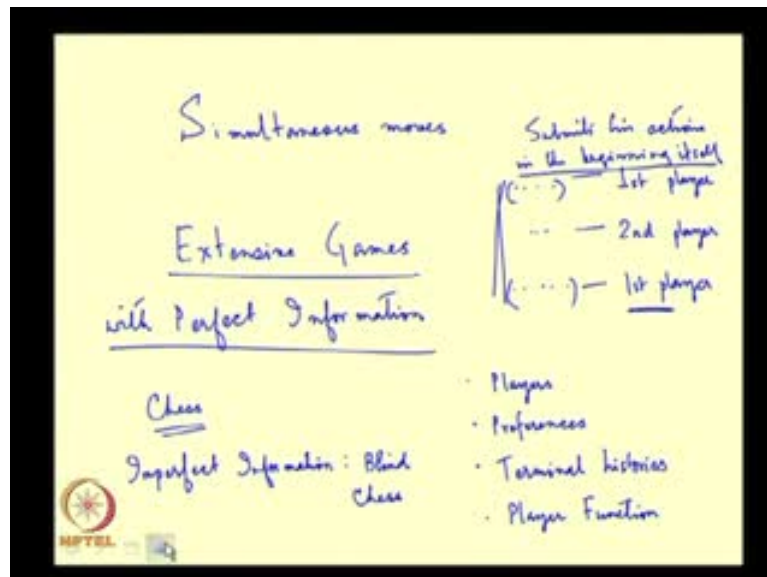 Simultaneous moves
Extensive Games
with Perfect Information
Chess
Imperfect Information : Blind
Chess
Submits his actions
in the beginning itself
(....) — 1st player
.. — 2nd player
(....) — 1st player
· Players
· Preferences
· Terminal histories
· Player Function
NPTEL